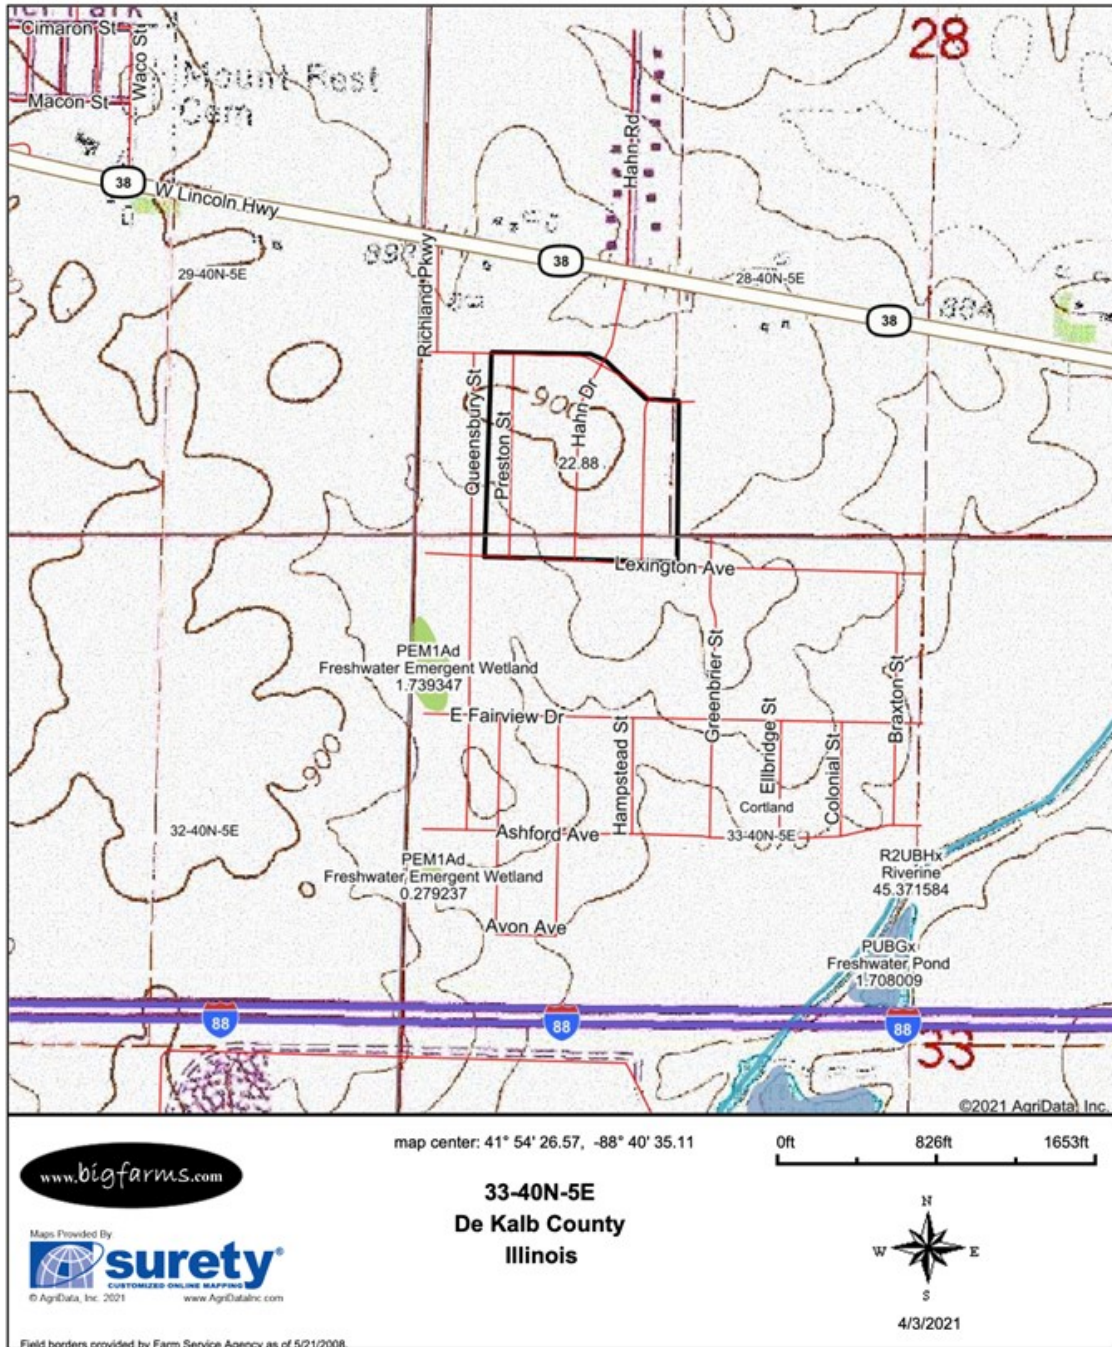 Cimaron St
Waco St
Mount Rest
Cem
Macon St
28
Hahn Rd
38
W Lincoln Hwy
29-40N-5E
Richland Pkwy
38
28-40N-5E
38
884
Queensbury St
Preston St
900
Hahn Dr
22.88
Lexington Ave
PEM1Ad
Freshwater Emergent Wetland
1.739347
E Fairview Dr
Hampstead St
Greenbrier St
Ellbridge St
Colonial St
Braxton St
900
Cortland
32-40N-5E
Ashford Ave
33-40N-5E
PEM1Ad
Freshwater Emergent Wetland
0.279237
R2UBHx
Riverine
45.371584
Avon Ave
PUBGx
Freshwater Pond
1.708009
88
88
88
33
©2021 AgriData, Inc.
map center: 41° 54' 26.57, -88° 40' 35.11
0ft 826ft 1653ft
www.bigfarms.com
33-40N-5E
De Kalb County
Illinois
Maps Provided By
surety®
CUSTOMIZED ONLINE MAPPING
© AgriData, Inc. 2021 www.AgriDataInc.com
N
W E
S
4/3/2021
Field borders provided by Farm Service Agency as of 5/21/2008.